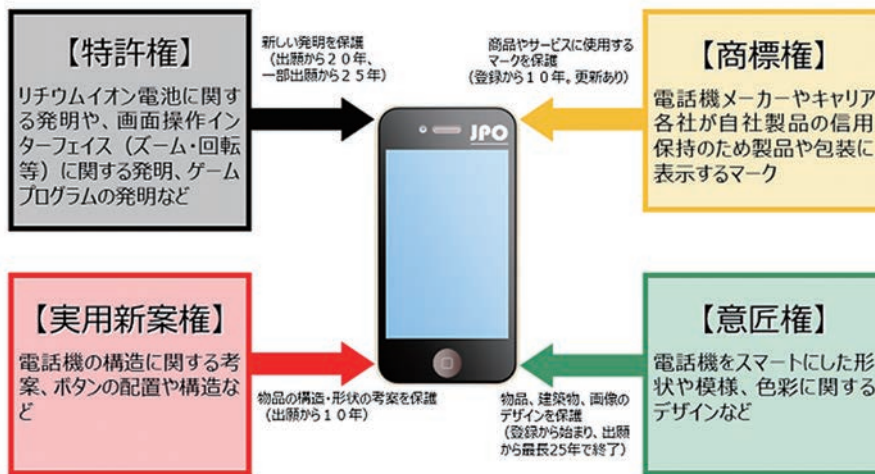 【特許権】
リチウムイオン電池に関す
る発明や、画面操作イン
ターフェイス（ズーム・回転
等）に関する発明、ゲーム
プログラムの発明など
新しい発明を保護
（出願から２０年、
一部出願から２５年）
JPO
商品やサービスに使用する
マークを保護
（登録から１０年。更新あり）
【商標権】
電話機メーカーやキャリア
各社が自社製品の信用
保持のため製品や包装に
表示するマーク
【実用新案権】
電話機の構造に関する考
案、ボタンの配置や構造な
ど
物品の構造・形状の考案を保護
（出願から１０年）
物品、建築物、画像の
デザインを保護
（登録から始まり、出願
から最長25年で終了）
【意匠権】
電話機をスマートにした形
状や模様、色彩に関する
デザインなど